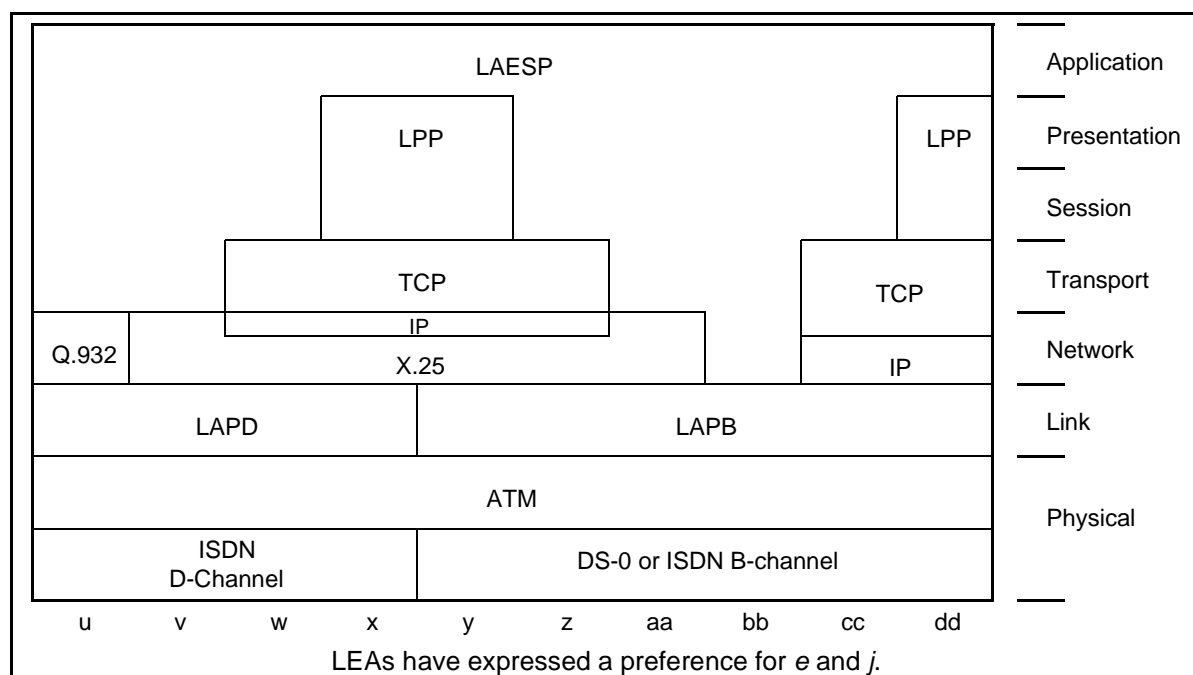 LAESP
Application
LPP
LPP
Presentation
Session
TCP
TCP
Transport
IP
Q.932
X.25
IP
Network
LAPD
LAPB
Link
ATM
Physical
ISDN
D-Channel
DS-0 or ISDN B-channel
u v w x y z aa bb cc dd
LEAs have expressed a preference for e and j.